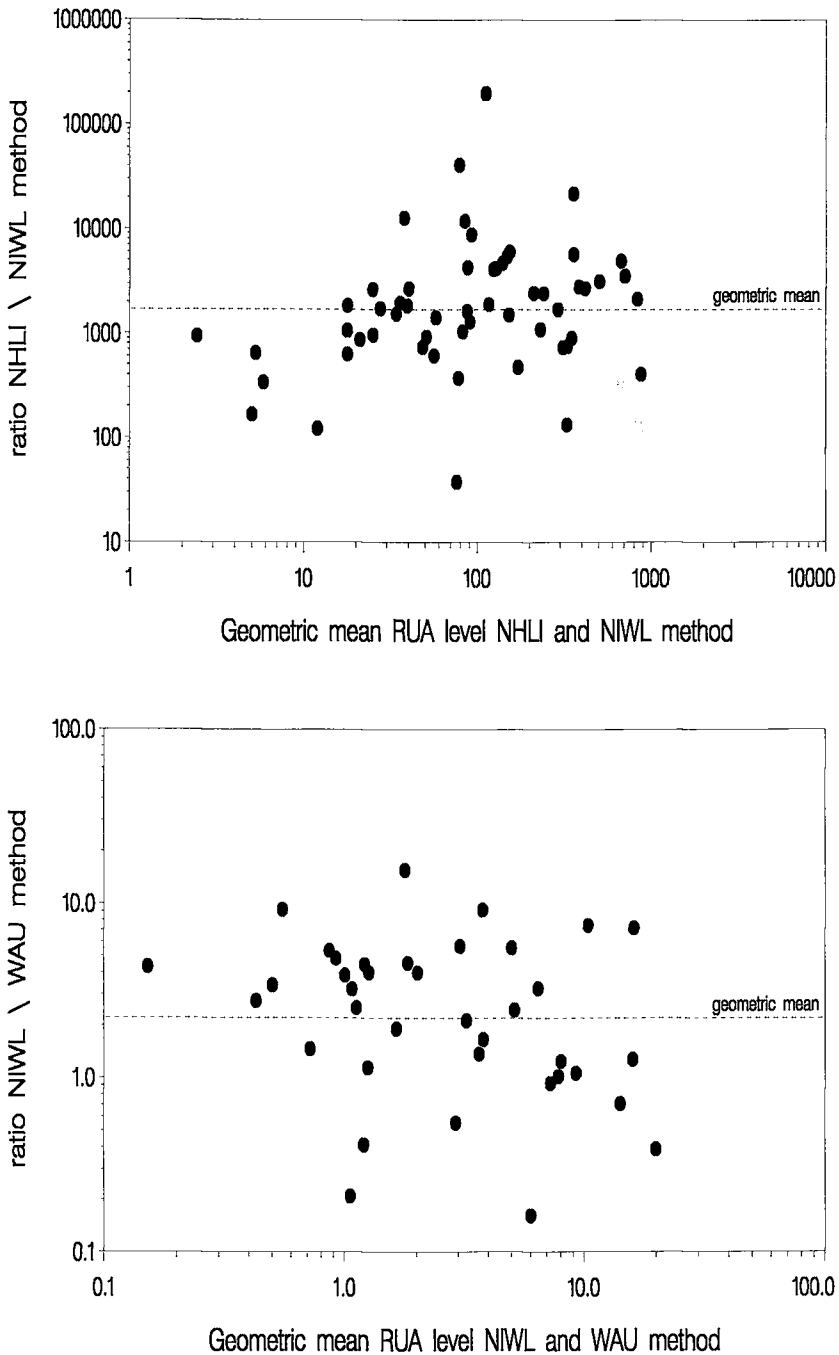 1000000
100000
10000
1000
100
10
ratio NHLI \ NIWL method
geometric mean
1 10 100 1000 10000
Geometric mean RUA level NHLI and NIWL method
100.0
10.0
1.0
0.1
ratio NIWL \ WAU method
geometric mean
0.1 1.0 10.0 100.0
Geometric mean RUA level NIWL and WAU method